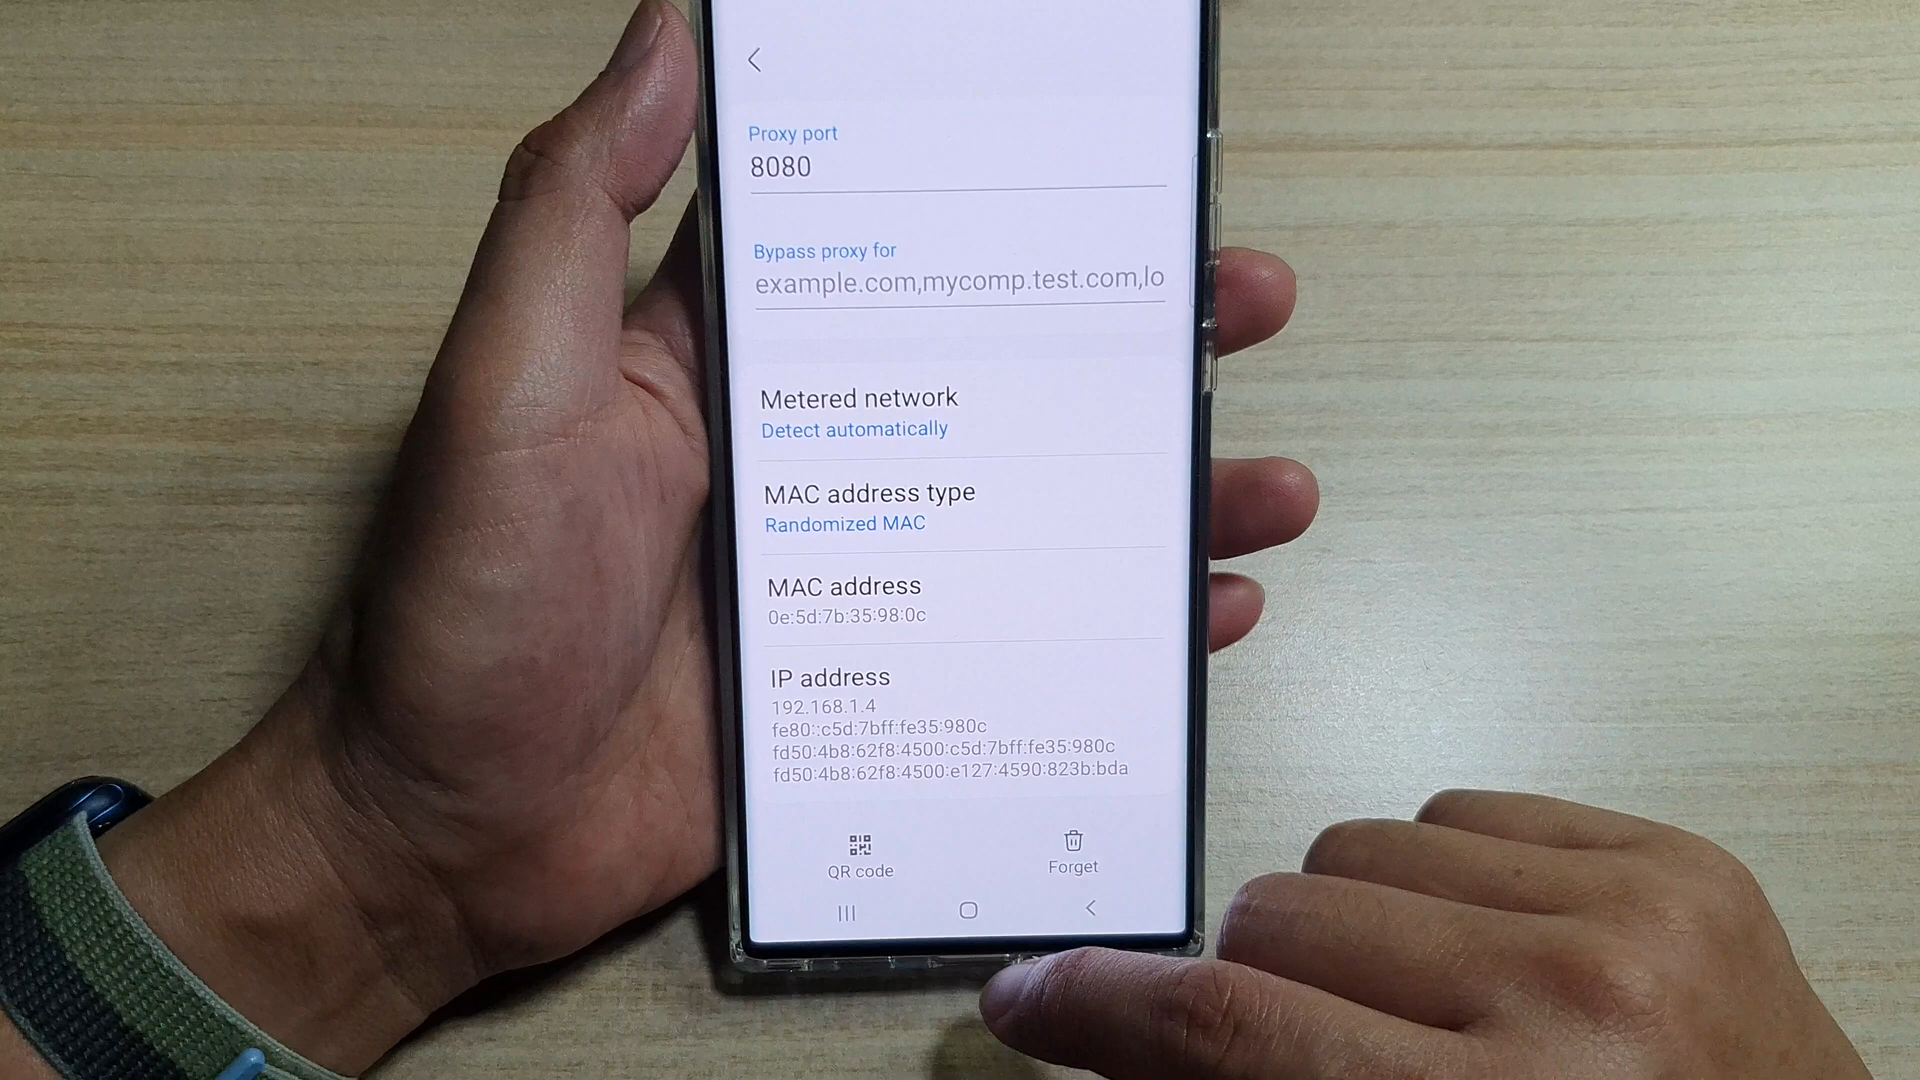 Proxy port
8080
Bypass proxy for
example.com,mycomp.test.com,lo
Metered network
Detect automatically
MAC address type
Randomized MAC
MAC address
0e:5d:7b:35:98:0c
IP address
192.168.1.4
fe80::c5d:7bff:fe35:980c
fd50:4b8:62f8:4500:c5d:7bff:fe35:980c
fd50:4b8:62f8:4500:e127:4590:823b:bda
QR code
Forget